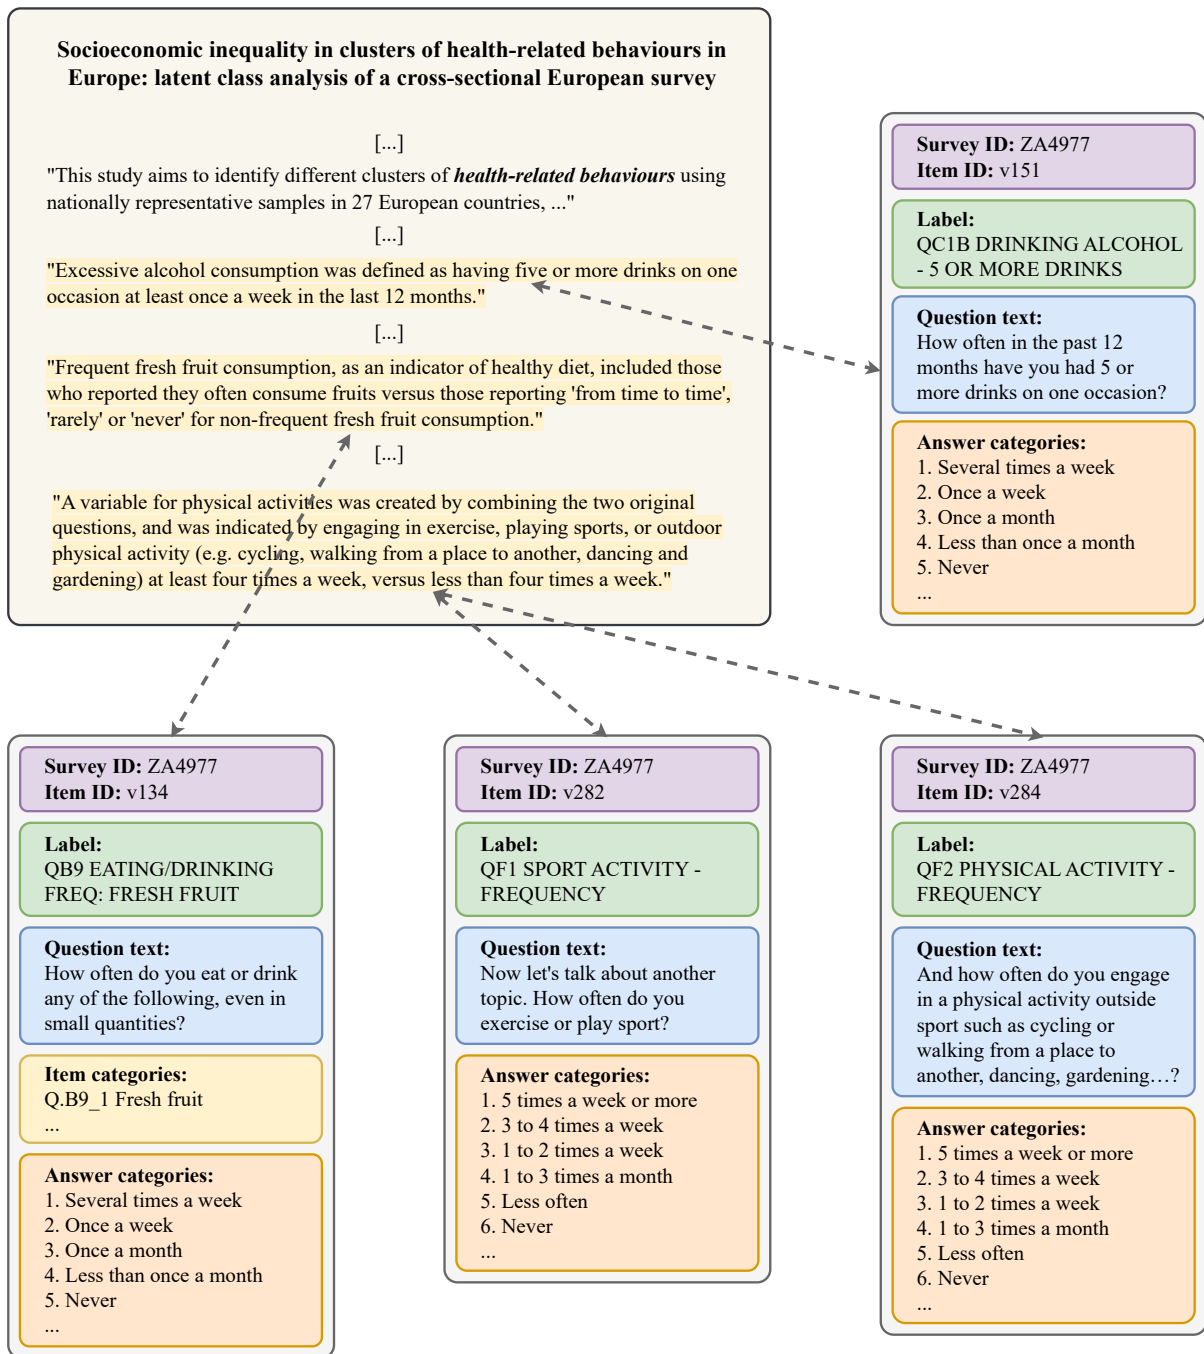 Socioeconomic inequality in clusters of health-related behaviours in
Europe: latent class analysis of a cross-sectional European survey
[...]
"This study aims to identify different clusters of health-related behaviours using
nationally representative samples in 27 European countries, ..."
[...]
"Excessive alcohol consumption was defined as having five or more drinks on one
occasion at least once a week in the last 12 months."
[...]
"Frequent fresh fruit consumption, as an indicator of healthy diet, included those
who reported they often consume fruits versus those reporting 'from time to time',
'rarely' or 'never' for non-frequent fresh fruit consumption."
[...]
"A variable for physical activities was created by combining the two original
questions, and was indicated by engaging in exercise, playing sports, or outdoor
physical activity (e.g. cycling, walking from a place to another, dancing and
gardening) at least four times a week, versus less than four times a week."
Survey ID: ZA4977
Item ID: v151
Label:
QC1B DRINKING ALCOHOL
- 5 OR MORE DRINKS
Question text:
How often in the past 12
months have you had 5 or
more drinks on one occasion?
Answer categories:
1. Several times a week
2. Once a week
3. Once a month
4. Less than once a month
5. Never
...
Survey ID: ZA4977
Item ID: v134
Label:
QB9 EATING/DRINKING
FREQ: FRESH FRUIT
Question text:
How often do you eat or drink
any of the following, even in
small quantities?
Item categories:
Q.B9_1 Fresh fruit
...
Answer categories:
1. Several times a week
2. Once a week
3. Once a month
4. Less than once a month
5. Never
...
Survey ID: ZA4977
Item ID: v282
Label:
QF1 SPORT ACTIVITY -
FREQUENCY
Question text:
Now let's talk about another
topic. How often do you
exercise or play sport?
Answer categories:
1. 5 times a week or more
2. 3 to 4 times a week
3. 1 to 2 times a week
4. 1 to 3 times a month
5. Less often
6. Never
...
Survey ID: ZA4977
Item ID: v284
Label:
QF2 PHYSICAL ACTIVITY -
FREQUENCY
Question text:
And how often do you engage
in a physical activity outside
sport such as cycling or
walking from a place to
another, dancing, gardening…?
Answer categories:
1. 5 times a week or more
2. 3 to 4 times a week
3. 1 to 2 times a week
4. 1 to 3 times a month
5. Less often
6. Never
...